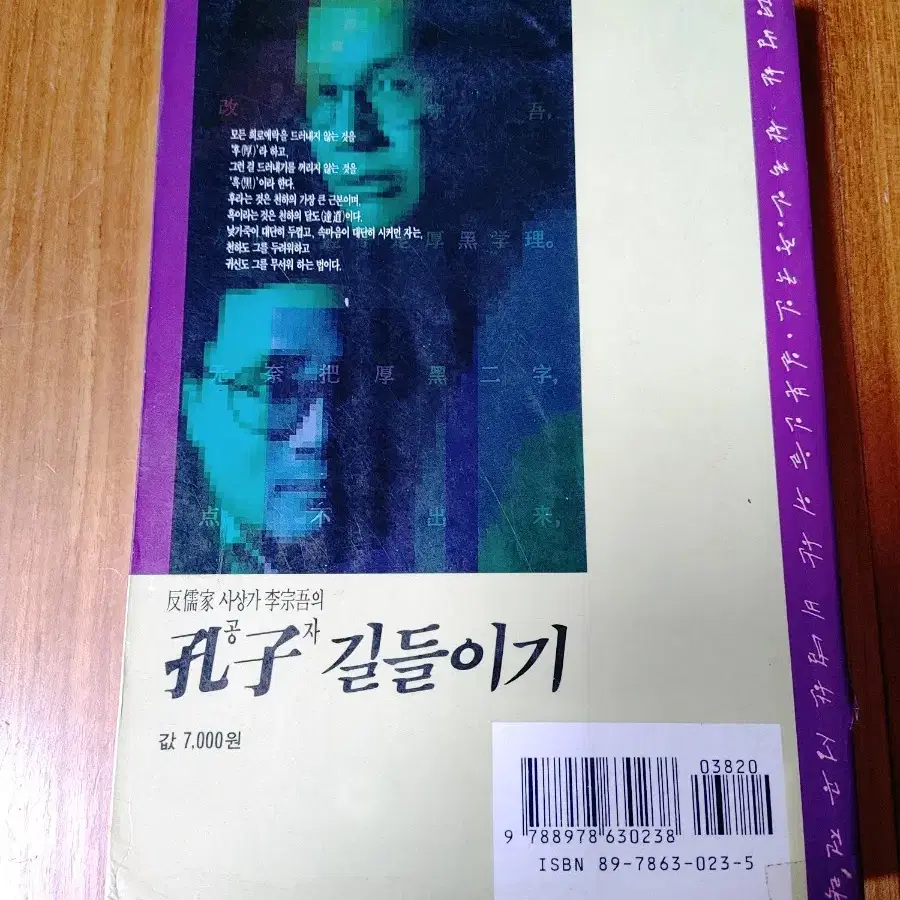 改 宗 吾,
모든 희로애락을 드러내지 않는 것을
'후(厚)'라 하고,
그런 걸 드러내기를 꺼리지 않는 것을
'흑(黑)'이라 한다.
후라는 것은 천하의 가장 큰 근본이며,
흑이라는 것은 천하의 달도(達道)이다.
낯가죽이 대단히 두껍고, 속마음이 대단히 시커먼 자는,
천하도 그를 두려워하고
귀신도 그를 무서워 하는 법이다.
是 厚 黑 学 理。
无 奈 把 厚 黑 二 字,
点 不 出 来,
反儒家 사상가 李宗吾의
공 자
孔子 길들이기
값 7,000원
03820
9 788978 630238
ISBN 89-7863-023-5